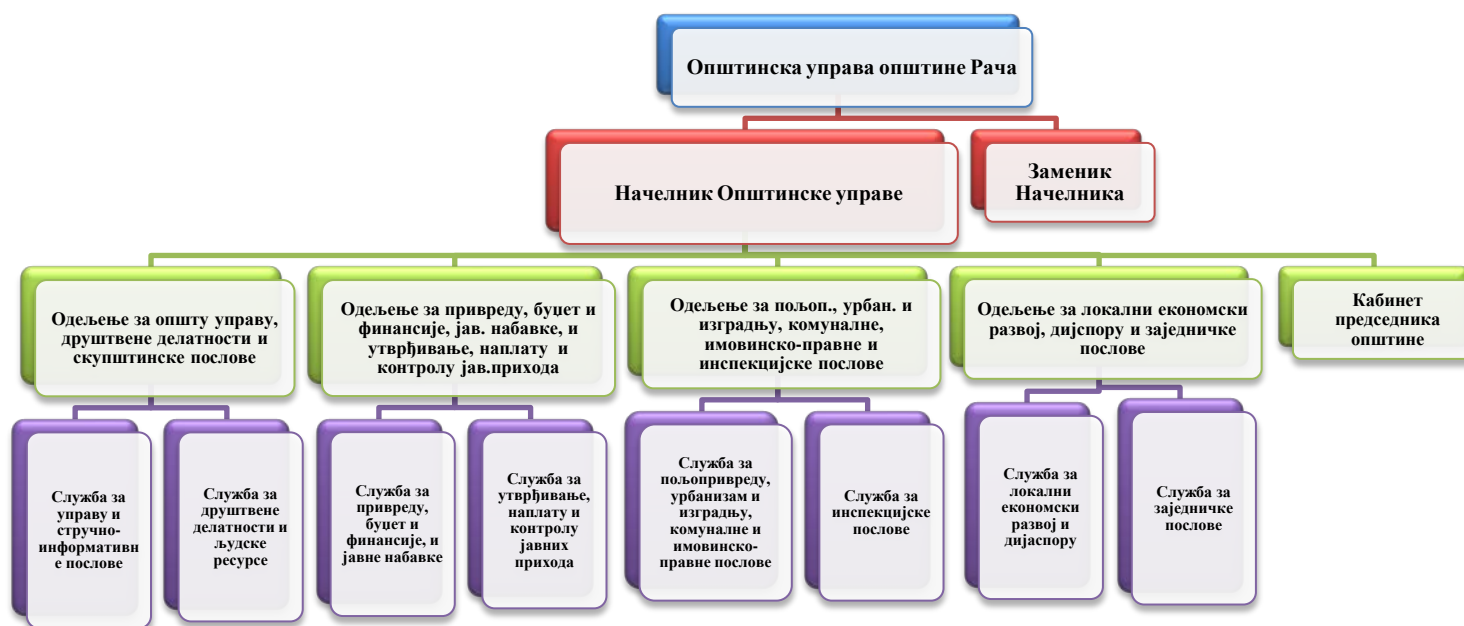 Општинска управа општине Рача
Начелник Општинске управе
Заменик
Начелника
Одељење за општу управу,
друштвене делатности и
скупштинске послове
Одељење за привреду, буџет и
финансије, јав. набавке, и
утврђивање, наплату и
контролу јав.прихода
Одељење за пољоп., урбан. и
изградњу, комуналне,
имовинско-правне и
инспекцијске послове
Одељење за локални економски
развој, дијспору и заједничке
послове
Кабинет
председника
општине
Служба за
управу и
стручно-
информативн
е послове
Служба за
друштвене
делатности и
људске
ресурсе
Служба за
привреду,
буџет и
финансије, и
јавне набавке
Служба за
утврђивање,
наплату и
контролу
јавних
прихода
Служба за
пољопривреду,
урбанизам и
изградњу,
комуналне и
имовинско-
правне послове
Служба за
инспекцијске
послове
Служба за
локални
економски
развој и
дијаспору
Служба за
заједничке
послове